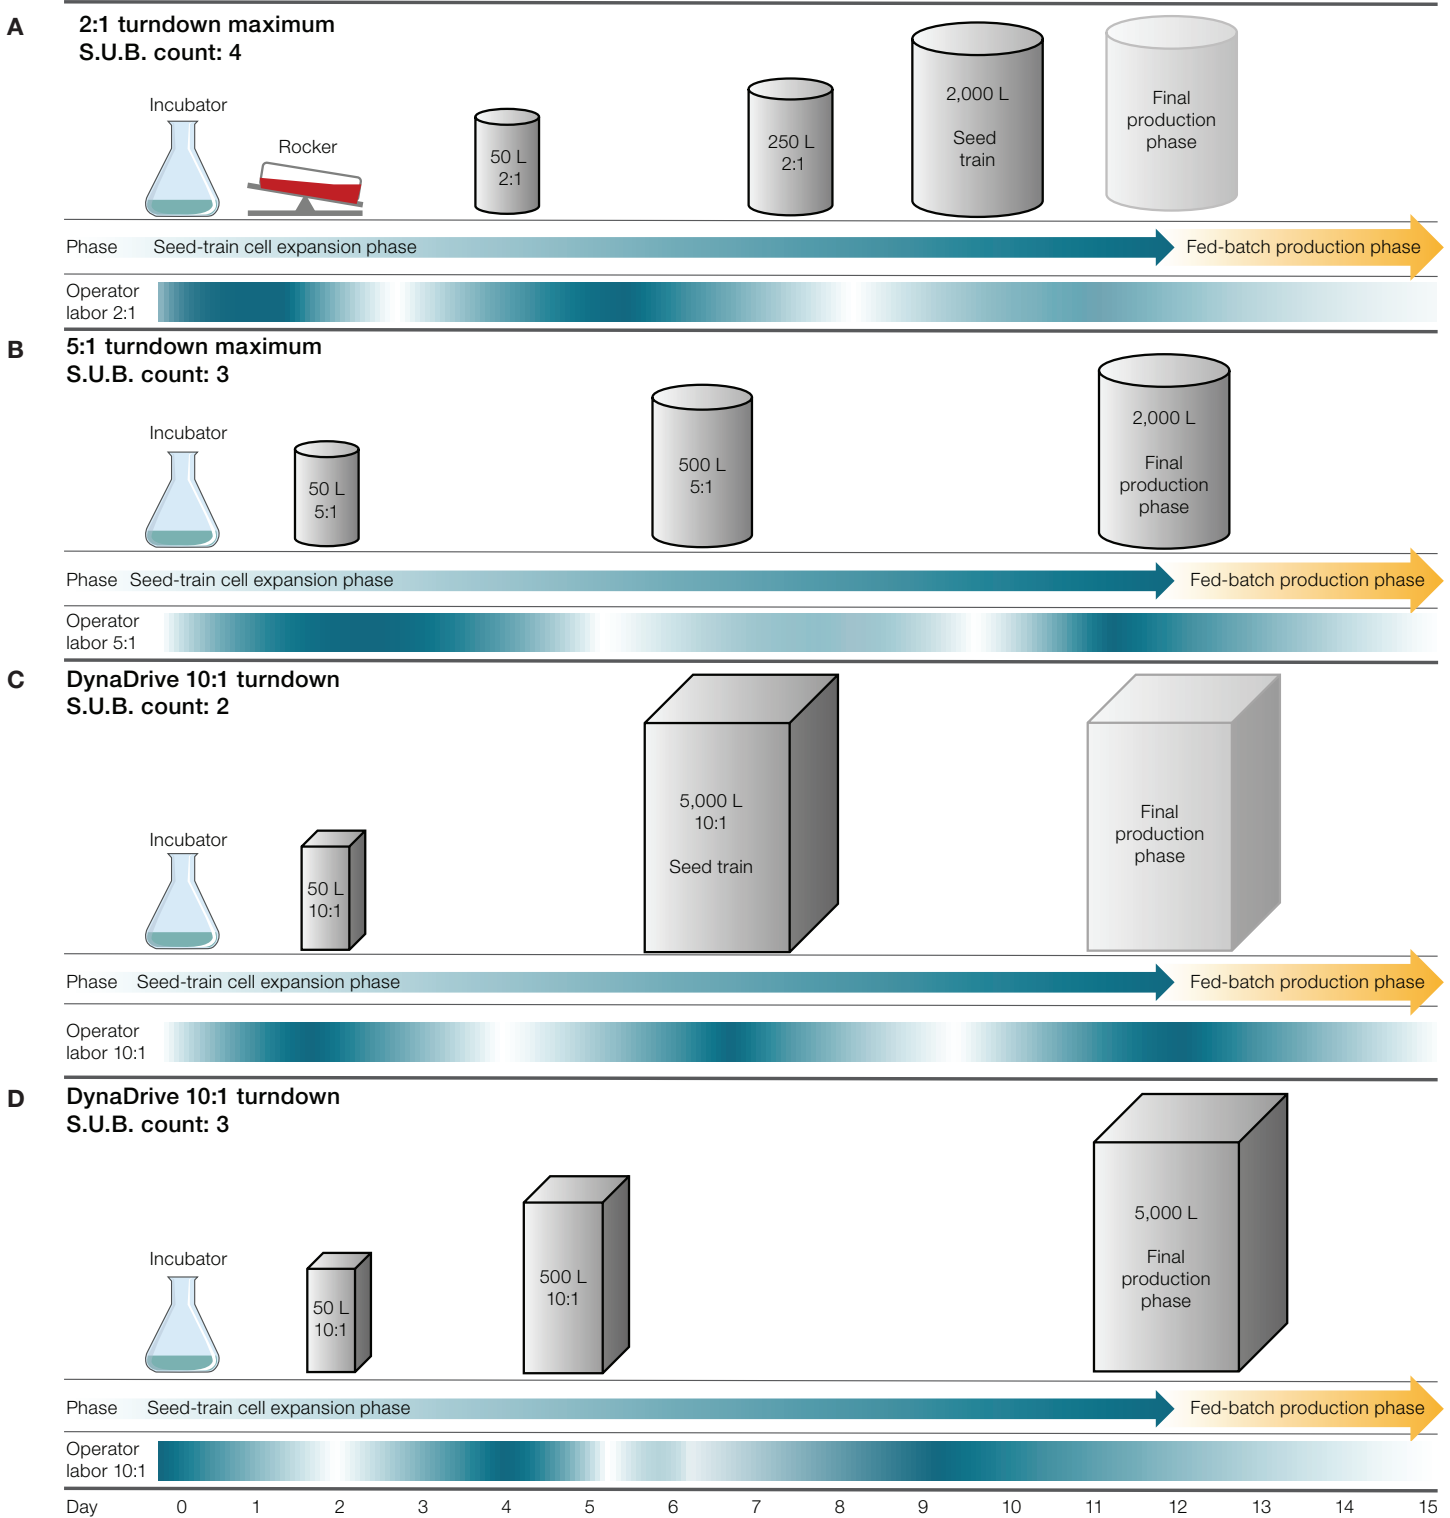 A
2:1 turndown maximum
S.U.B. count: 4
Incubator
Rocker
50 L
2:1
250 L
2:1
2,000 L
Seed
train
Final
production
phase
Phase
Seed-train cell expansion phase
Fed-batch production phase
Operator
labor 2:1
B
5:1 turndown maximum
S.U.B. count: 3
Incubator
50 L
5:1
500 L
5:1
2,000 L
Final
production
phase
Phase
Seed-train cell expansion phase
Fed-batch production phase
Operator
labor 5:1
C
DynaDrive 10:1 turndown
S.U.B. count: 2
Incubator
50 L
10:1
5,000 L
10:1
Seed train
Final
production
phase
Phase
Seed-train cell expansion phase
Fed-batch production phase
Operator
labor 10:1
D
DynaDrive 10:1 turndown
S.U.B. count: 3
Incubator
50 L
10:1
500 L
10:1
5,000 L
Final
production
phase
Phase
Seed-train cell expansion phase
Fed-batch production phase
Operator
labor 10:1
Day 0 1 2 3 4 5 6 7 8 9 10 11 12 13 14 15